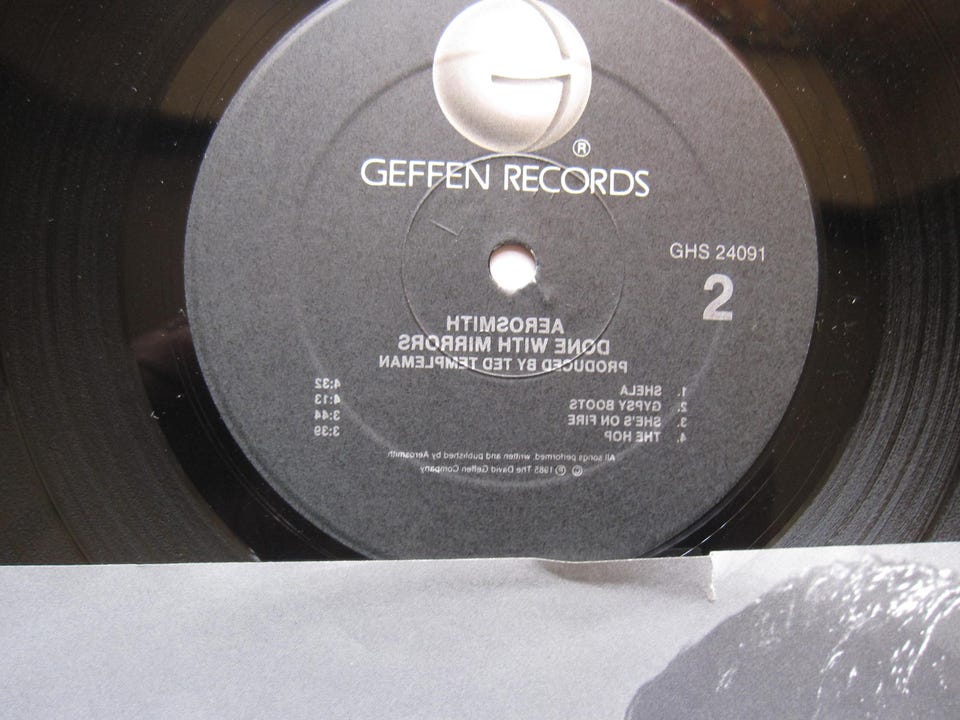 ®
GEFFEN RECORDS
GHS 24091
2
AEROSMITH
DONE WITH MIRRORS
PRODUCED BY TED TEMPLEMAN
1. SHELA 4:32
2. GYPSY BOOTS 4:13
3. SHE'S ON FIRE 3:44
4. THE HOP 3:39
All songs performed, written and published by Aerosmith
© ℗ 1985 The David Geffen Company